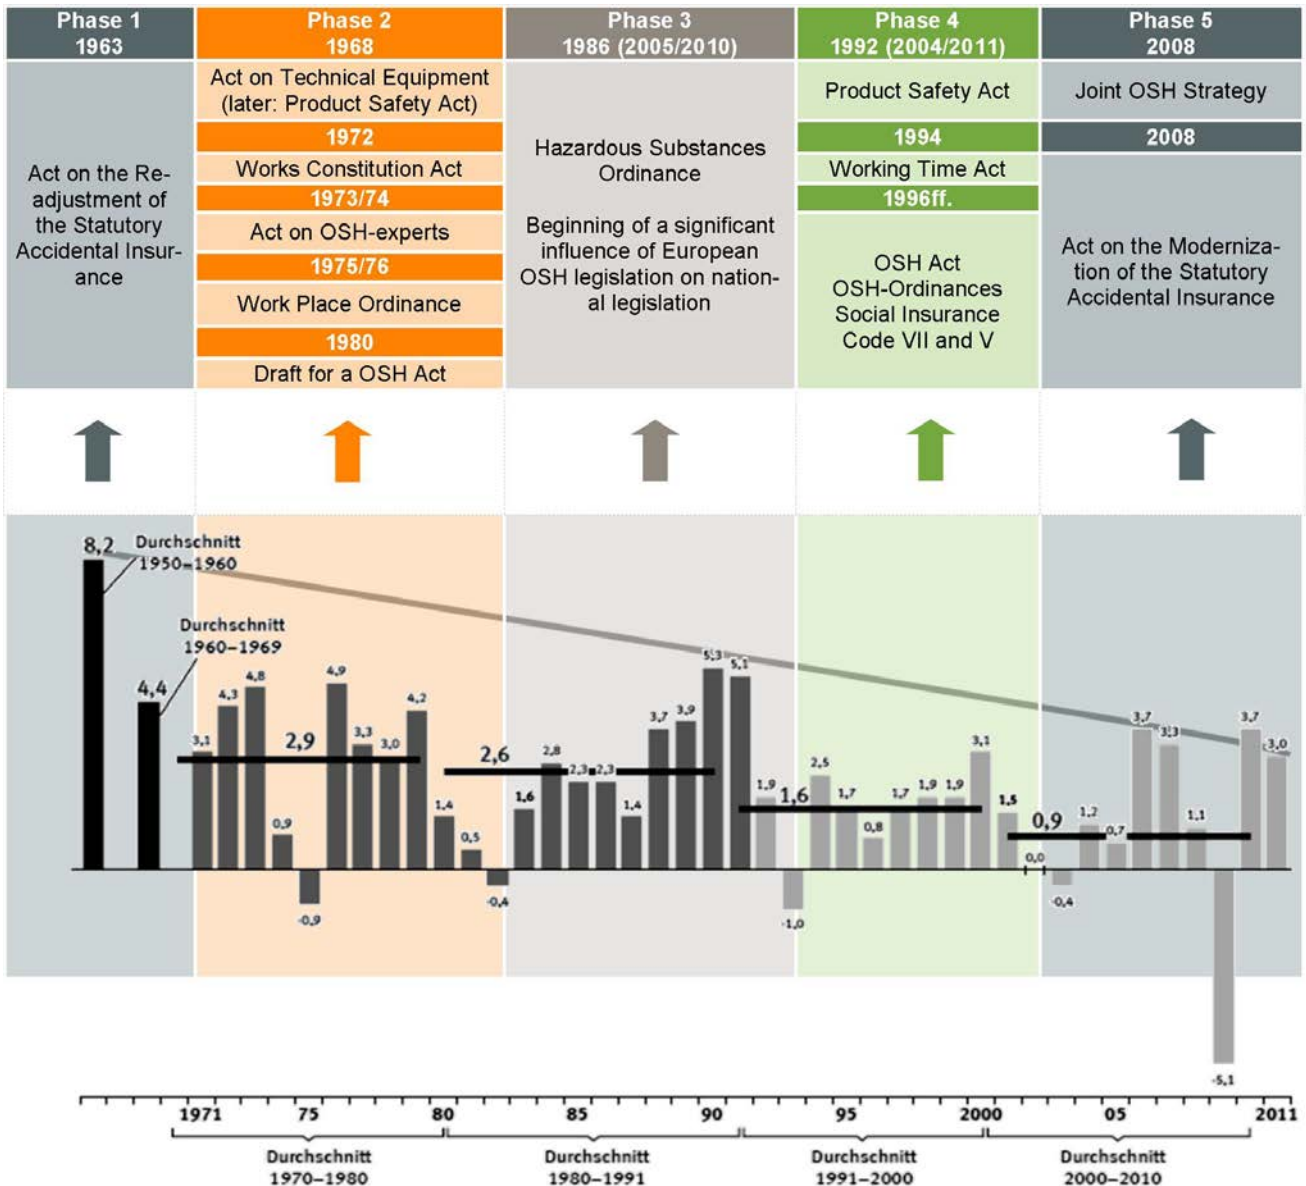 Phase 1
1963
Act on the Re-
adjustment of
the Statutory
Accidental Insur-
ance
Phase 2
1968
Act on Technical Equipment
(later: Product Safety Act)
1972
Works Constitution Act
1973/74
Act on OSH-experts
1975/76
Work Place Ordinance
1980
Draft for a OSH Act
Phase 3
1986 (2005/2010)
Hazardous Substances
Ordinance
Beginning of a significant
influence of European
OSH legislation on nation-
al legislation
Phase 4
1992 (2004/2011)
Product Safety Act
1994
Working Time Act
1996ff.
OSH Act
OSH-Ordinances
Social Insurance
Code VII and V
Phase 5
2008
Joint OSH Strategy
2008
Act on the Moderniza-
tion of the Statutory
Accidental Insurance
8,2
Durchschnitt
1950–1960
4,4
Durchschnitt
1960–1969
3,1
4,3
4,8
0,9
-0,9
2,9
4,9
3,3
3,0
4,2
1,4
0,5
-0,4
2,6
1,6
2,8
2,3
2,3
1,4
3,7
3,9
5,3
5,1
1,9
-1,0
1,6
2,5
1,7
0,8
1,7
1,9
1,9
3,1
1,5
0,0
-0,4
0,9
1,2
0,7
3,7
3,3
1,1
-5,1
3,7
3,0
1971 75 80 85 90 95 2000 05 2011
Durchschnitt
1970–1980
Durchschnitt
1980–1991
Durchschnitt
1991–2000
Durchschnitt
2000–2010